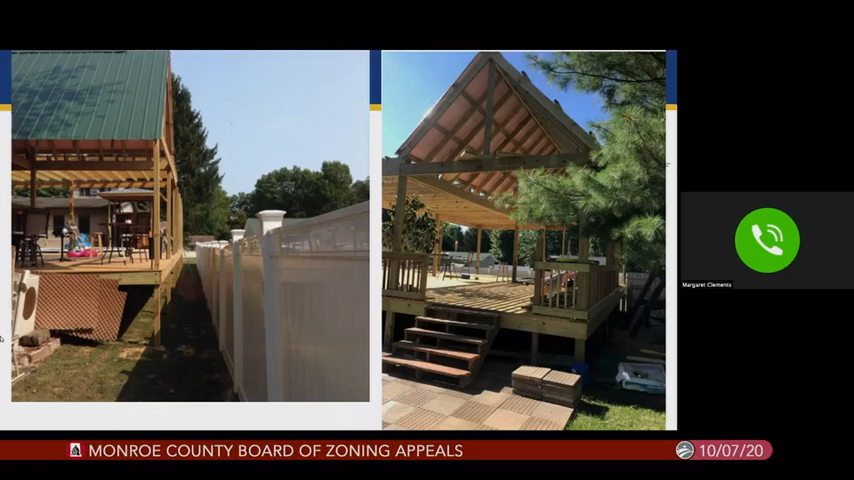 Margaret Clements
MONROE COUNTY BOARD OF ZONING APPEALS
10/07/20